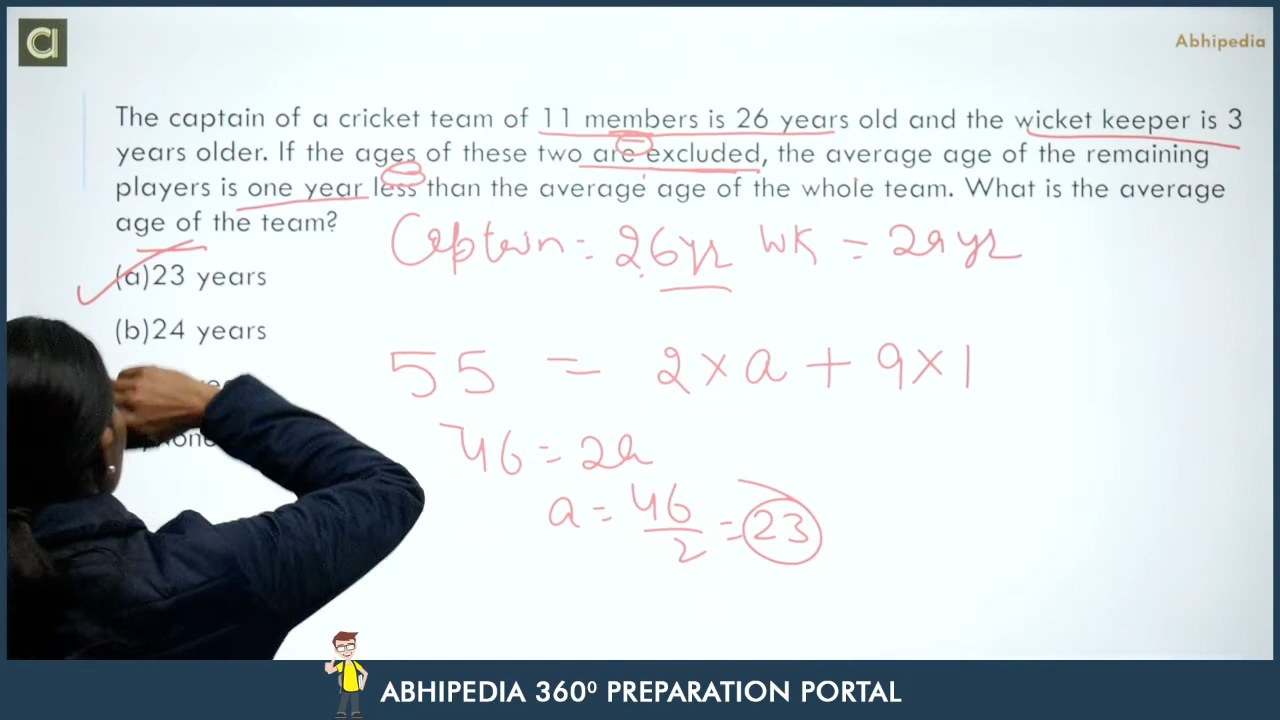 Abhipedia
The captain of a cricket team of 11 members is 26 years old and the wicket keeper is 3
years older. If the ages of these two are excluded, the average age of the remaining
players is one year less than the average age of the whole team. What is the average
age of the team?
Captain = 26yr WK = 29yr
(a)23 years
(b)24 years
55 = 2×a + 9×1
46 = 2a
a = 46/2 = 23
ABHIPEDIA 360⁰ PREPARATION PORTAL